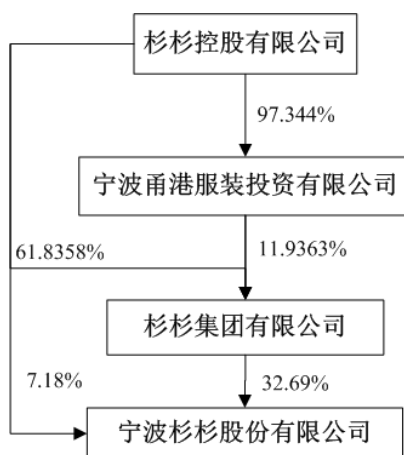 杉杉控股有限公司
97.344%
宁波甬港服装投资有限公司
61.8358%
11.9363%
杉杉集团有限公司
7.18%
32.69%
宁波杉杉股份有限公司